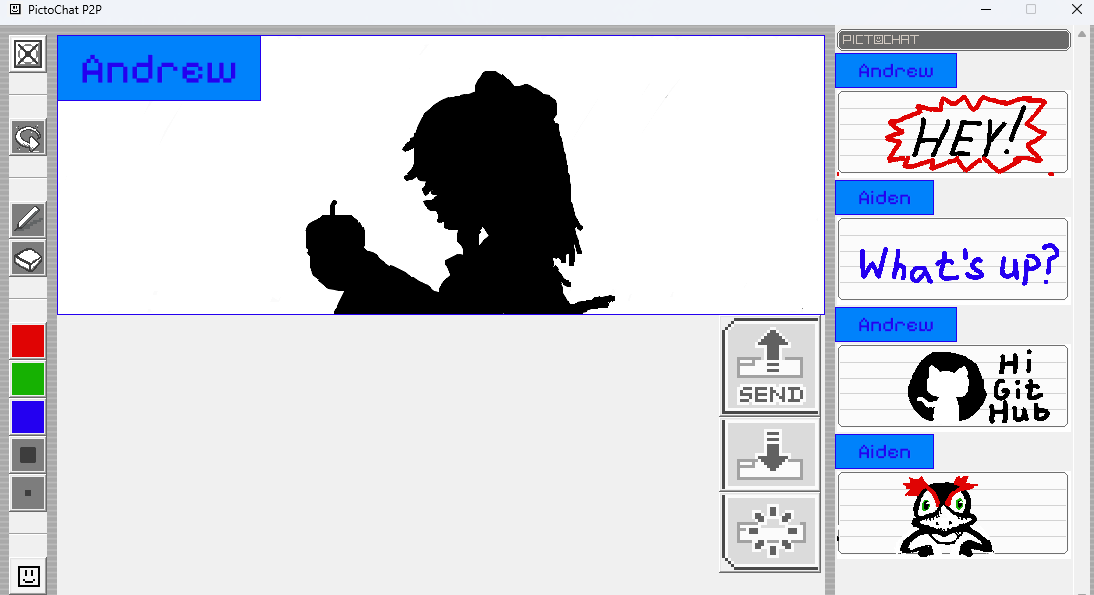 PictoChat P2P
Andrew
SEND
PICTOCHAT
Andrew
HEY!
Aiden
What's up?
Andrew
Hi
Git
Hub
Aiden